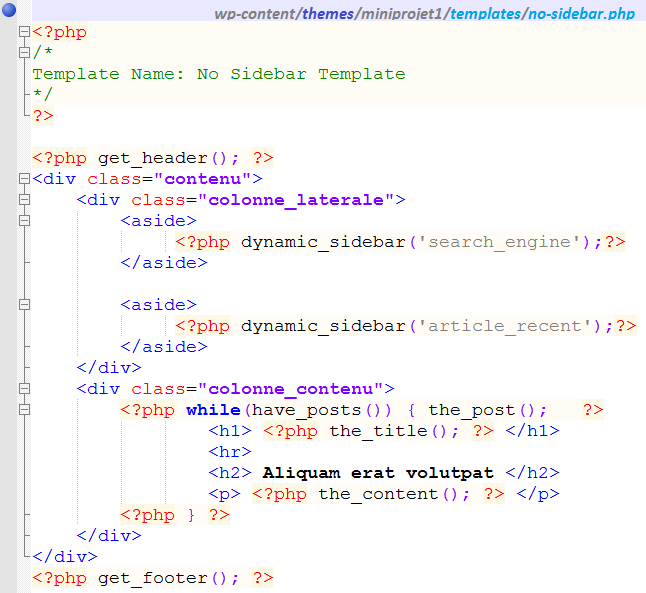 wp-content/themes/miniprojet1/templates/no-sidebar.php
<?php
/*
Template Name: No Sidebar Template
*/
?>
<?php get_header(); ?>
<div class="contenu">
<div class="colonne_laterale">
<aside>
<?php dynamic_sidebar('search_engine');?>
</aside>
<aside>
<?php dynamic_sidebar('article_recent');?>
</aside>
</div>
<div class="colonne_contenu">
<?php while(have_posts()) { the_post();   ?>
<h1> <?php the_title(); ?> </h1>
<hr>
<h2> Aliquam erat volutpat </h2>
<p> <?php the_content(); ?> </p>
<?php } ?>
</div>
</div>
<?php get_footer(); ?>